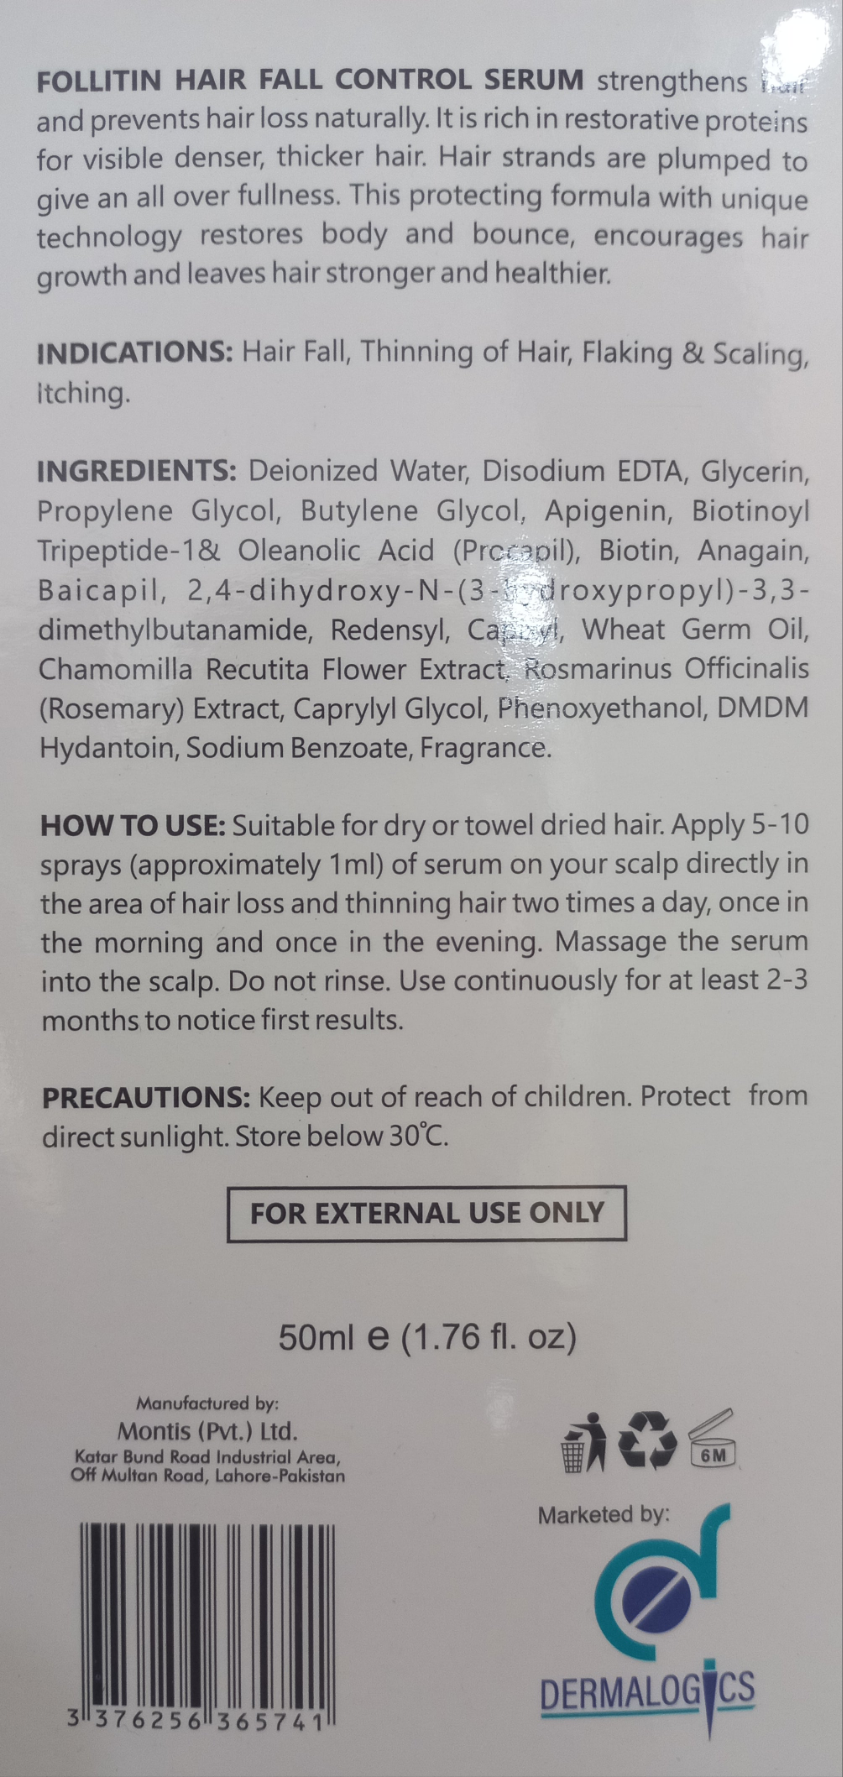 FOLLITIN HAIR FALL CONTROL SERUM strengthens
and prevents hair loss naturally. It is rich in restorative proteins
for visible denser, thicker hair. Hair strands are plumped to
give an all over fullness. This protecting formula with unique
technology restores body and bounce, encourages hair
growth and leaves hair stronger and healthier.
INDICATIONS: Hair Fall, Thinning of Hair, Flaking & Scaling,
Itching.
INGREDIENTS: Deionized Water, Disodium EDTA, Glycerin,
Propylene Glycol, Butylene Glycol, Apigenin, Biotinoyl
Tripeptide-1& Oleanolic Acid (Procapil), Biotin, Anagain,
Baicapil, 2,4-dihydroxy-N-(3-hydroxypropyl)-3,3-
dimethylbutanamide, Redensyl, Wheat Germ Oil,
Chamomilla Recutita Flower Extract, Rosmarinus Officinalis
(Rosemary) Extract, Caprylyl Glycol, Phenoxyethanol, DMDM
Hydantoin, Sodium Benzoate, Fragrance.
HOW TO USE: Suitable for dry or towel dried hair. Apply 5-10
sprays (approximately 1ml) of serum on your scalp directly in
the area of hair loss and thinning hair two times a day, once in
the morning and once in the evening. Massage the serum
into the scalp. Do not rinse. Use continuously for at least 2-3
months to notice first results.
PRECAUTIONS: Keep out of reach of children. Protect from
direct sunlight. Store below 30°C.
FOR EXTERNAL USE ONLY
50ml e (1.76 fl. oz)
Manufactured by:
Montis (Pvt.) Ltd.
Katar Bund Road Industrial Area,
Off Multan Road, Lahore-Pakistan
6M
Marketed by:
DERMALOGICS
3 376256 365741